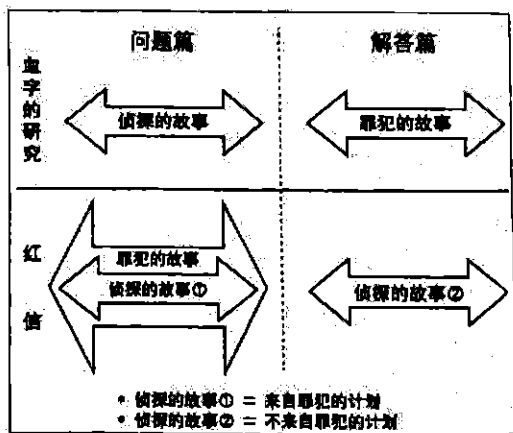 问题篇 解答篇
血字的研究
侦探的故事 罪犯的故事
红信
罪犯的故事
侦探的故事① 侦探的故事②
• 侦探的故事① = 来自罪犯的计划
• 侦探的故事② = 不来自罪犯的计划